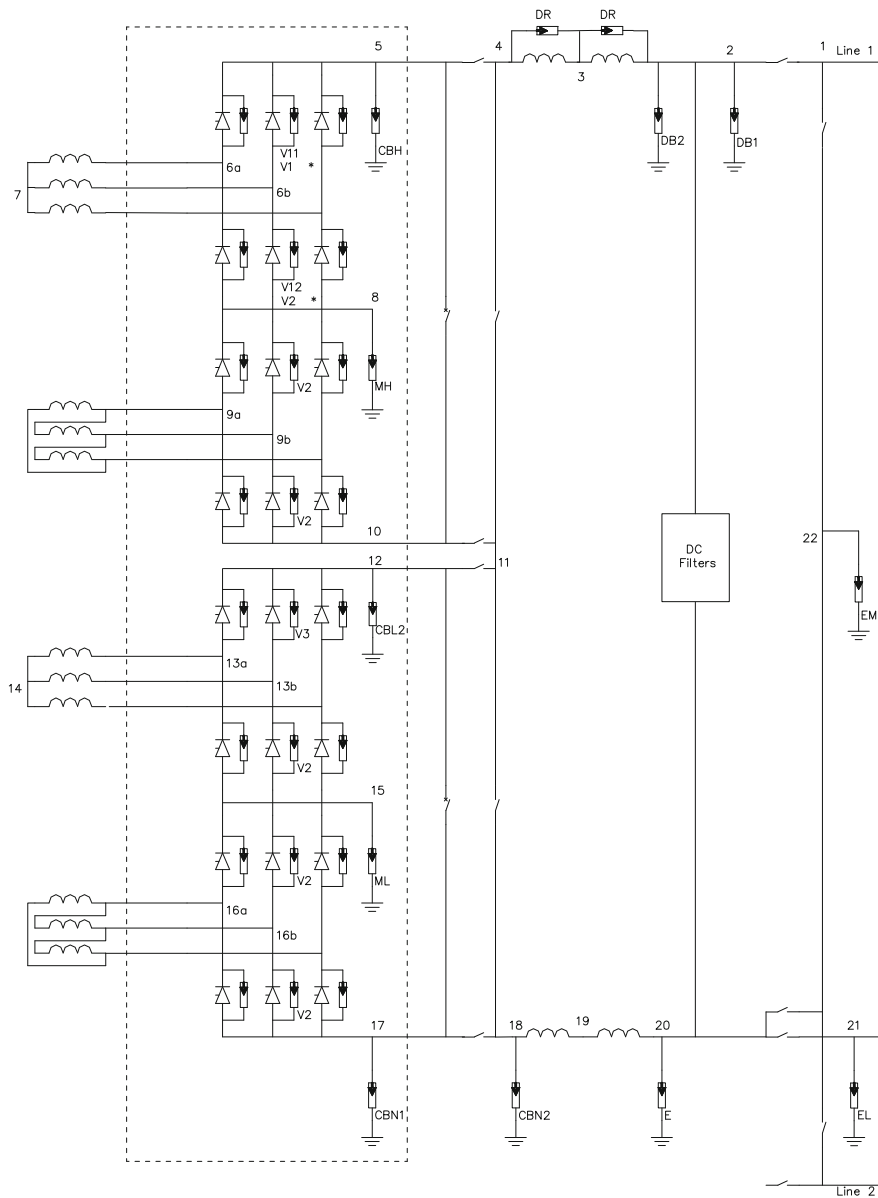 DR DR
5 4 2 1
Line 1
3
CBH DB2 DB1
V11
V1 *
6a
7 6b
V12
V2 * 8
V2 MH
9a
9b
V2
10
12 11
DC
Filters
22
EM
V3 CBL2
13a
14 13b
V2
15
V2 ML
16a
16b
V2
17 18 19 20 21
CBN1 CBN2 E EL
Line 2